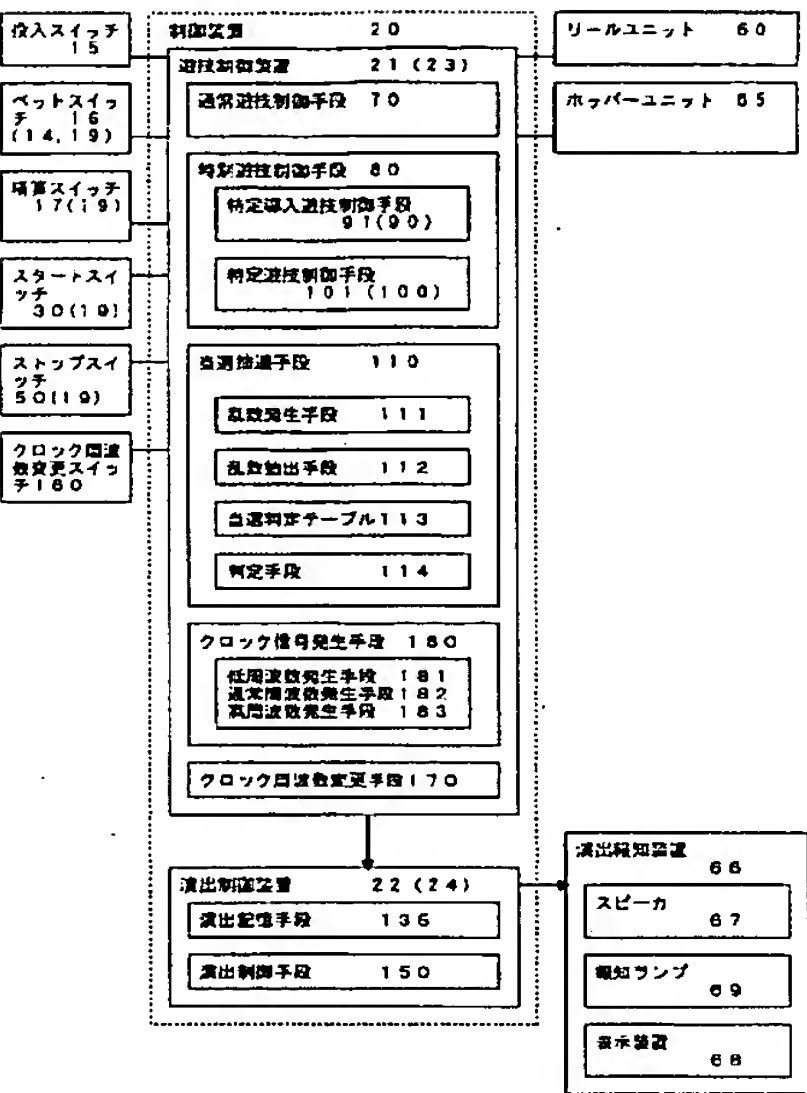 投入スイッチ
15
ベットスイッ
チ 16
(14,19)
精算スイッチ
17(19)
スタートスイ
ッチ
30(19)
ストップスイ
ッチ
50(19)
クロック周波
数変更スイッ
チ180
制御装置 20
遊技制御装置 21(23)
通常遊技制御手段 70
特別遊技制御手段 80
特定導入遊技制御手段
91(90)
特定遊技制御手段
101(100)
当選抽選手段 110
乱数発生手段 111
乱数抽出手段 112
当選判定テーブル113
判定手段 114
クロック信号発生手段 180
低周波数発生手段 181
通常周波数発生手段182
高周波数発生手段 183
クロック周波数変更手段170
演出制御装置 22(24)
演出記憶手段 136
演出制御手段 150
リールユニット 60
ホッパーユニット 65
演出報知装置
66
スピーカ
67
報知ランプ
69
表示装置
68